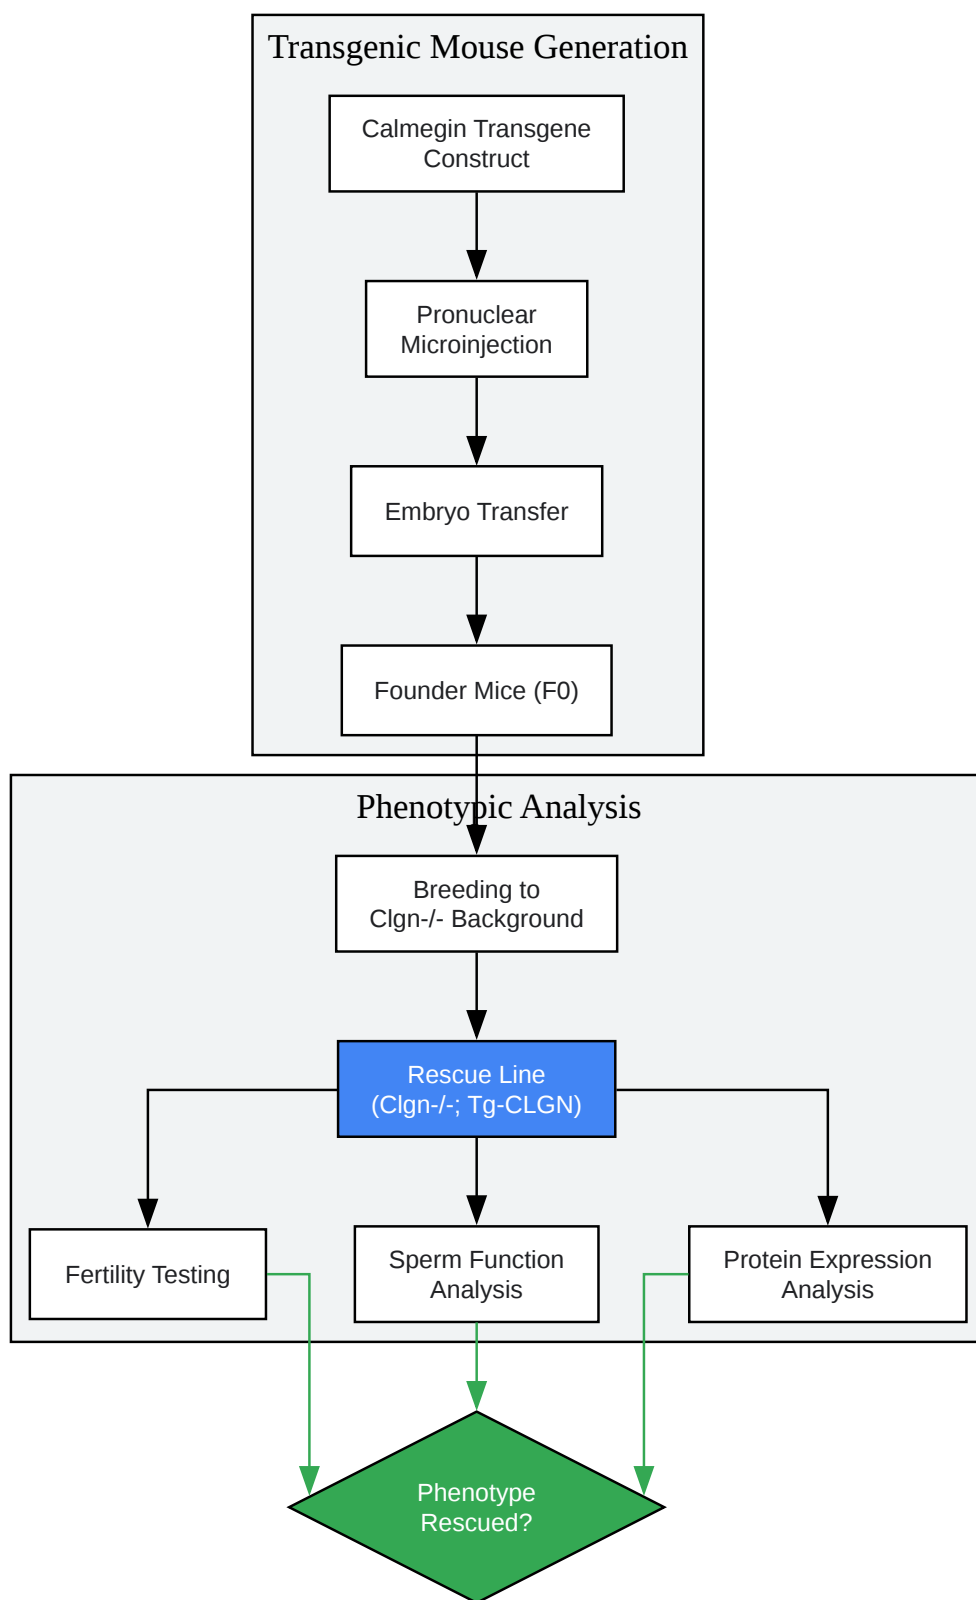 Transgenic Mouse Generation
Calmegin Transgene
Construct
Pronuclear
Microinjection
Embryo Transfer
Founder Mice (F0)
Phenotypic Analysis
Breeding to
Clgn-/- Background
Rescue Line
(Clgn-/-; Tg-CLGN)
Fertility Testing
Sperm Function
Analysis
Protein Expression
Analysis
Phenotype
Rescued?